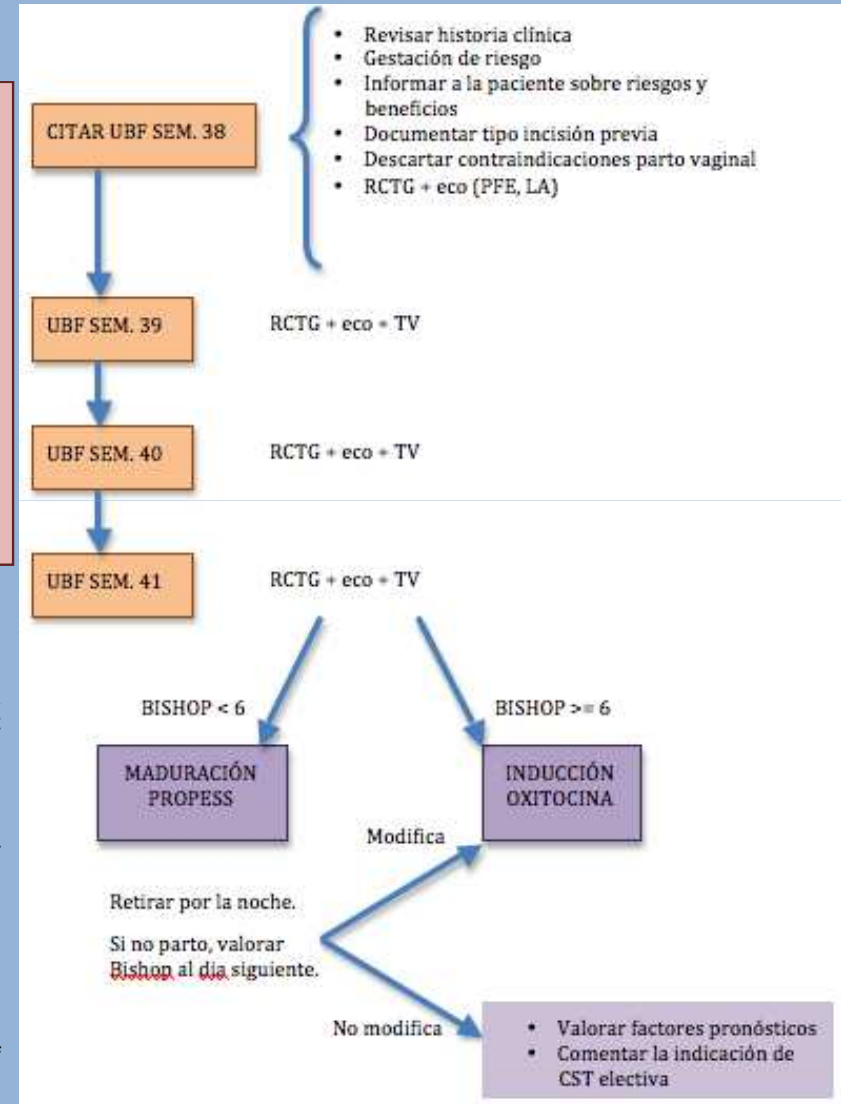 • Revisar historia clínica
• Gestación de riesgo
• Informar a la paciente sobre riesgos y
beneficios
• Documentar tipo incisión previa
• Descartar contraindicaciones parto vaginal
• RCTG + eco (PFE, LA)
CITAR UBF SEM. 38
UBF SEM. 39
RCTG + eco + TV
UBF SEM. 40
RCTG + eco + TV
UBF SEM. 41
RCTG + eco + TV
BISHOP < 6
BISHOP >= 6
MADURACIÓN
PROPESS
INDUCCIÓN
OXITOCINA
Modifica
Retirar por la noche.
Si no parto, valorar
Bishop al dia siguiente.
No modifica
• Valorar factores pronósticos
• Comentar la indicación de
CST electiva